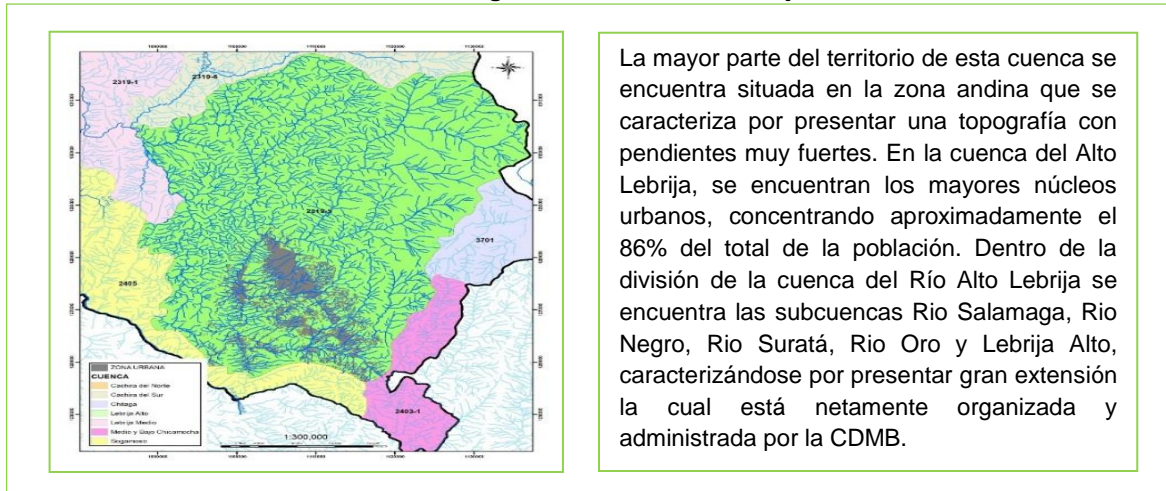 2319-1
2319-4
3701
2405
2403-1
ZONA URBANA
CUENCA
Cachira del Norte
Cachira del Sur
Chitaga
Lebrija Alto
Lebrija Medio
Medio y Bajo Chicamocha
Sogamoso
1:300,000
La mayor parte del territorio de esta cuenca se
encuentra situada en la zona andina que se
caracteriza por presentar una topografía con
pendientes muy fuertes. En la cuenca del Alto
Lebrija, se encuentran los mayores núcleos
urbanos, concentrando aproximadamente el
86% del total de la población. Dentro de la
división de la cuenca del Río Alto Lebrija se
encuentra las subcuencas Rio Salamaga, Rio
Negro, Rio Suratá, Rio Oro y Lebrija Alto,
caracterizándose por presentar gran extensión
la cual está netamente organizada y
administrada por la CDMB.